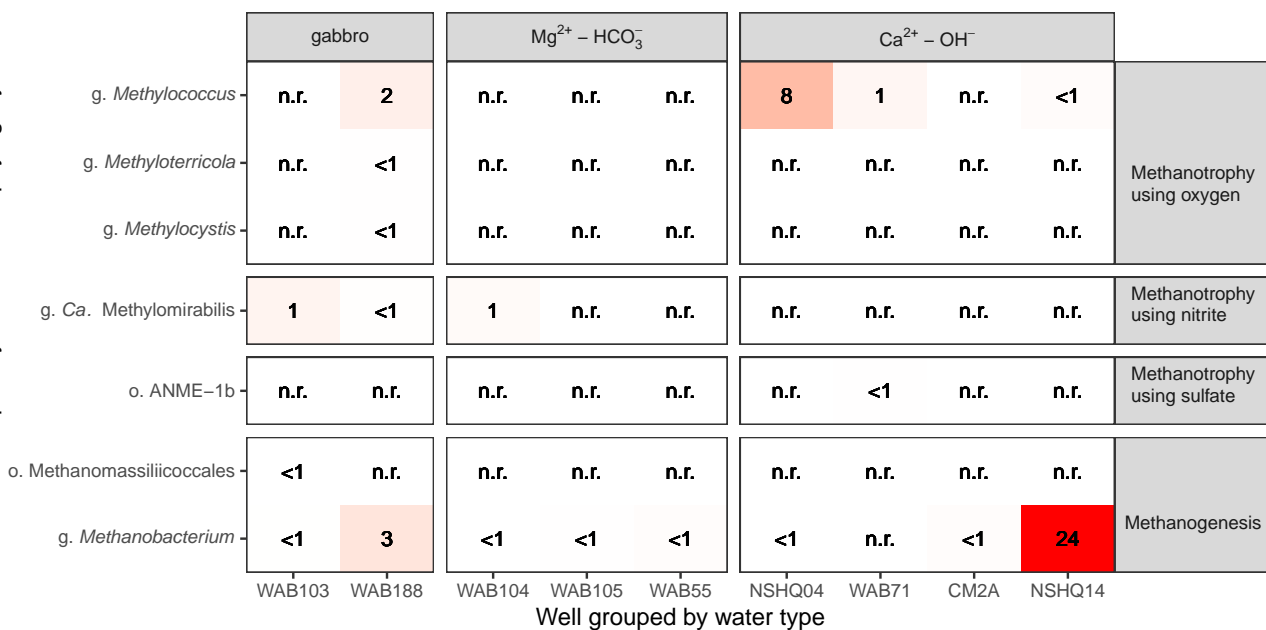 gabbro Mg²⁺ – HCO₃⁻ Ca²⁺ – OH⁻
g. Methylococcus n.r. 2 n.r. n.r. n.r. 8 1 n.r. <1
g. Methyloterricola n.r. <1 n.r. n.r. n.r. n.r. n.r. n.r. n.r.
g. Methylocystis n.r. <1 n.r. n.r. n.r. n.r. n.r. n.r. n.r.
Methanotrophy
using oxygen
g. Ca. Methylomirabilis 1 <1 1 n.r. n.r. n.r. n.r. n.r. n.r.
Methanotrophy
using nitrite
o. ANME−1b n.r. n.r. n.r. n.r. n.r. n.r. <1 n.r. n.r.
Methanotrophy
using sulfate
o. Methanomassiliicoccales <1 n.r. n.r. n.r. n.r. n.r. n.r. n.r. n.r.
g. Methanobacterium <1 3 <1 <1 <1 <1 n.r. <1 24
Methanogenesis
WAB103 WAB188 WAB104 WAB105 WAB55 NSHQ04 WAB71 CM2A NSHQ14
Well grouped by water type